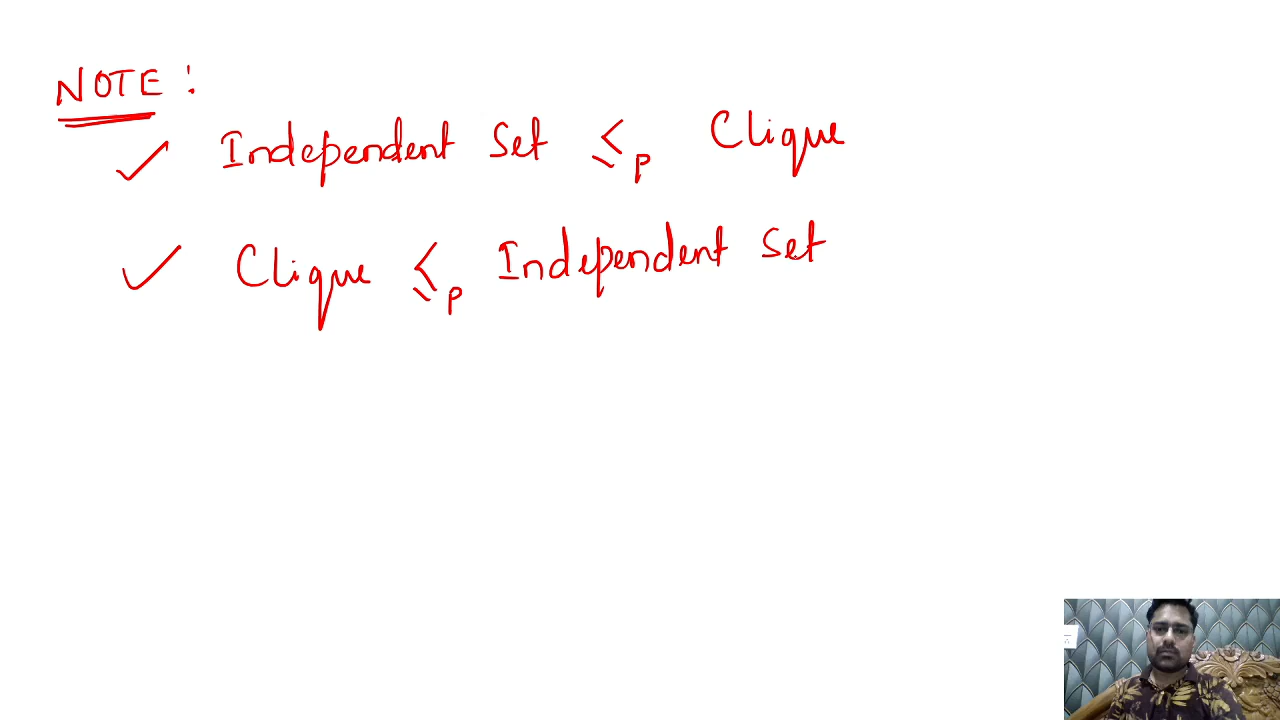 NOTE :
✓ Independent Set ≤p Clique
✓ Clique ≤p Independent Set